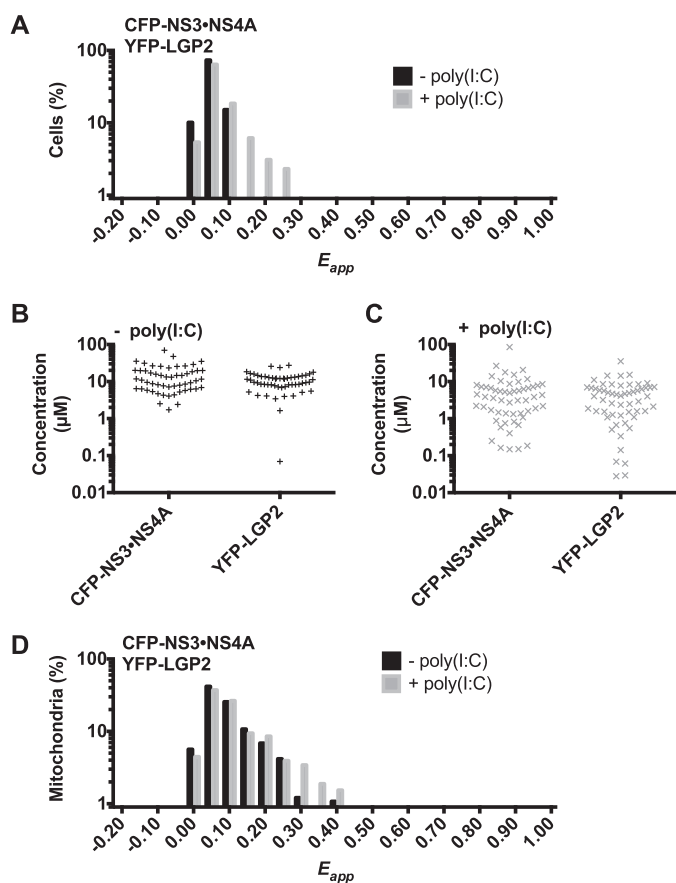 A
CFP-NS3•NS4A
YFP-LGP2
- poly(I:C)
+ poly(I:C)
Cells (%)
100
10
1
-0.20 -0.10 0.00 0.10 0.20 0.30 0.40 0.50 0.60 0.70 0.80 0.90 1.00
Eapp
B
- poly(I:C)
Concentration
(μM)
100
10
1
0.1
0.01
CFP-NS3•NS4A
YFP-LGP2
C
+ poly(I:C)
Concentration
(μM)
100
10
1
0.1
0.01
CFP-NS3•NS4A
YFP-LGP2
D
CFP-NS3•NS4A
YFP-LGP2
- poly(I:C)
+ poly(I:C)
Mitochondria (%)
100
10
1
-0.20 -0.10 0.00 0.10 0.20 0.30 0.40 0.50 0.60 0.70 0.80 0.90 1.00
Eapp